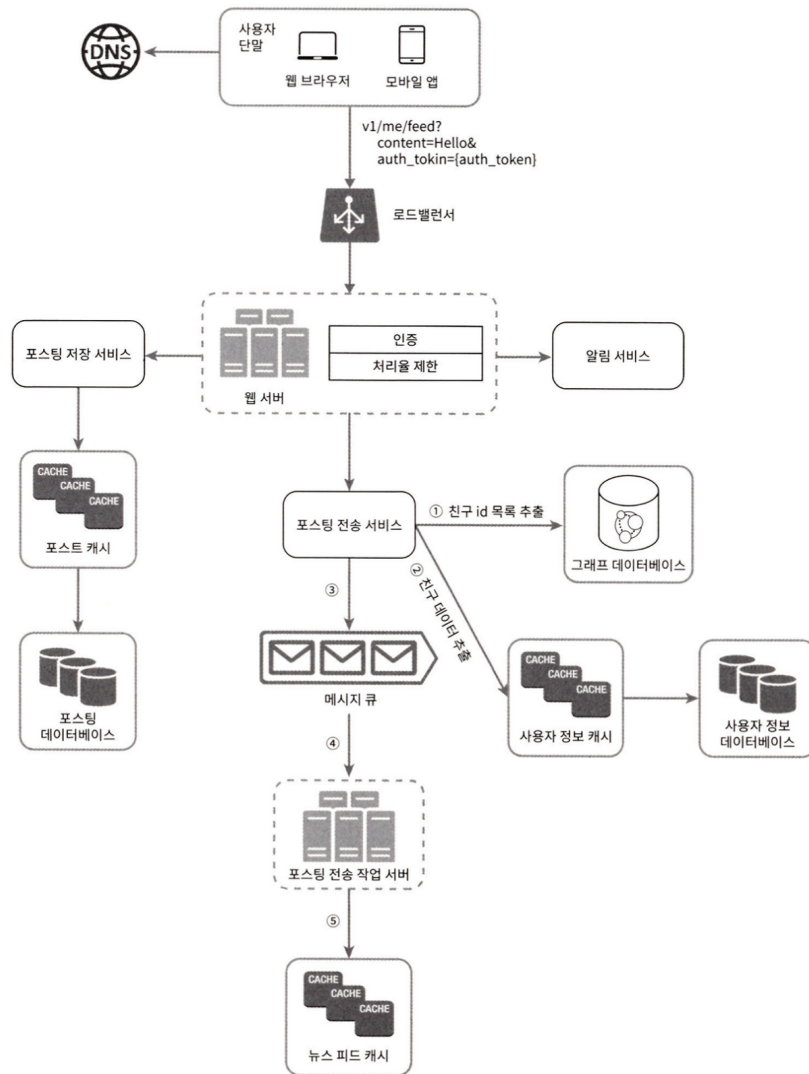 DNS
사용자
단말
웹 브라우저
모바일 앱
v1/me/feed?
content=Hello&
auth_tokin={auth_token}
로드밸런서
포스팅 저장 서비스
웹 서버
인증
처리율 제한
알림 서비스
CACHE
CACHE
CACHE
포스트 캐시
포스팅 전송 서비스
① 친구 id 목록 추출
그래프 데이터베이스
② 친구 데이터 추출
③
메시지 큐
포스팅
데이터베이스
CACHE
CACHE
CACHE
사용자 정보 캐시
사용자 정보
데이터베이스
④
포스팅 전송 작업 서버
⑤
CACHE
CACHE
CACHE
뉴스 피드 캐시